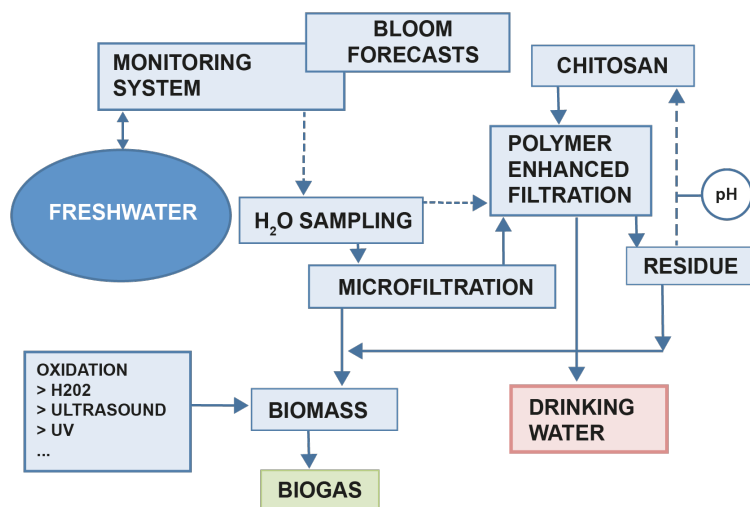 BLOOM
FORECASTS
MONITORING
SYSTEM
CHITOSAN
POLYMER
ENHANCED
FILTRATION
FRESHWATER
pH
H₂O SAMPLING
RESIDUE
MICROFILTRATION
OXIDATION
> H202
> ULTRASOUND
> UV
...
BIOMASS
DRINKING
WATER
BIOGAS